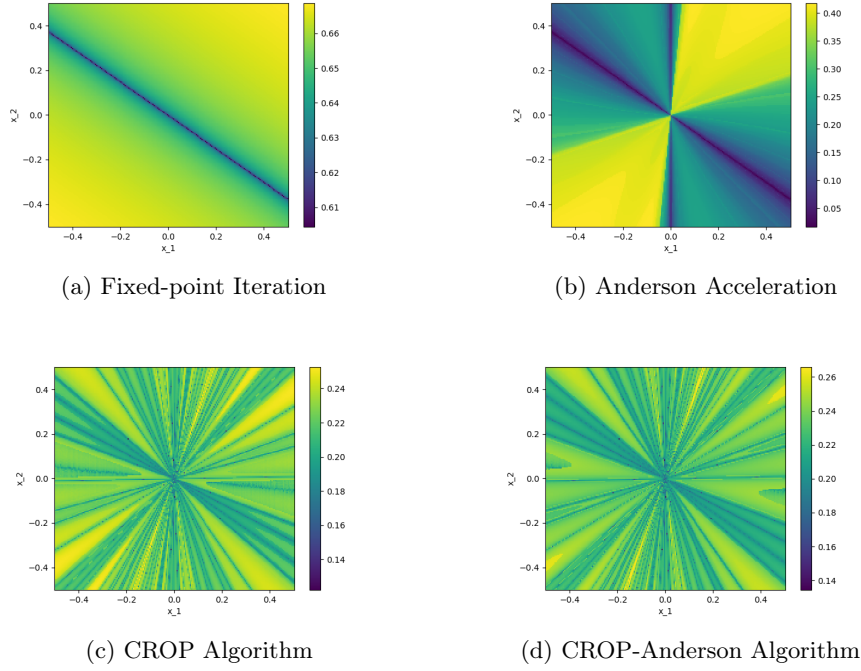 0.4
0.2
0.0
−0.2
−0.4
x_2
−0.4 −0.2 0.0 0.2 0.4
x_1
0.66
0.65
0.64
0.63
0.62
0.61
(a) Fixed-point Iteration
0.4
0.2
0.0
−0.2
−0.4
x_2
−0.4 −0.2 0.0 0.2 0.4
x_1
0.40
0.35
0.30
0.25
0.20
0.15
0.10
0.05
(b) Anderson Acceleration
0.4
0.2
0.0
−0.2
−0.4
x_2
−0.4 −0.2 0.0 0.2 0.4
x_1
0.24
0.22
0.20
0.18
0.16
0.14
(c) CROP Algorithm
0.4
0.2
0.0
−0.2
−0.4
x_2
−0.4 −0.2 0.0 0.2 0.4
x_1
0.26
0.24
0.22
0.20
0.18
0.16
0.14
(d) CROP-Anderson Algorithm